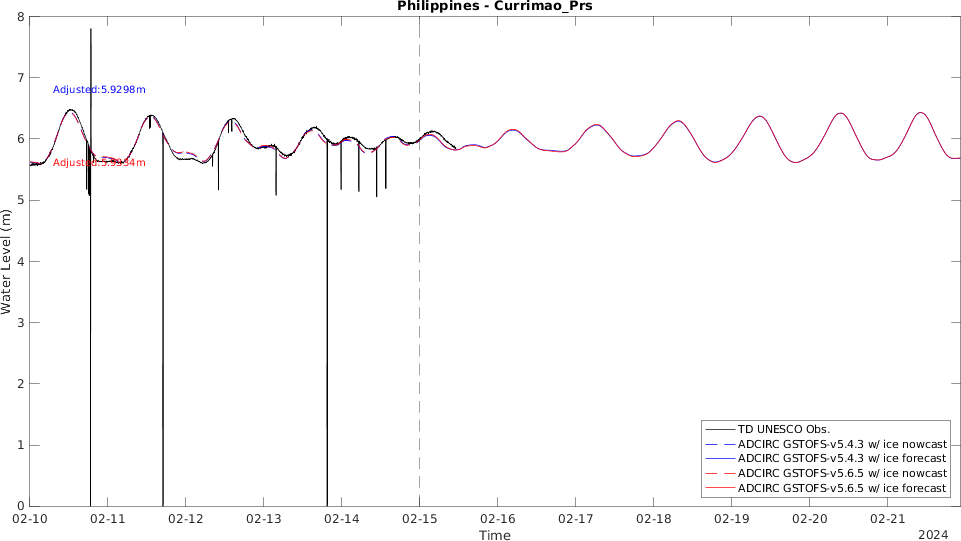 Philippines - Currimao_Prs
8
7
6
5
4
3
2
1
0
Water Level (m)
Adjusted:5.9298m
TD UNESCO Obs.
ADCIRC GSTOFS-v5.4.3 w/ ice nowcast
ADCIRC GSTOFS-v5.4.3 w/ ice forecast
ADCIRC GSTOFS-v5.6.5 w/ ice nowcast
ADCIRC GSTOFS-v5.6.5 w/ ice forecast
02-10 02-11 02-12 02-13 02-14 02-15 02-16 02-17 02-18 02-19 02-20 02-21
Time
2024